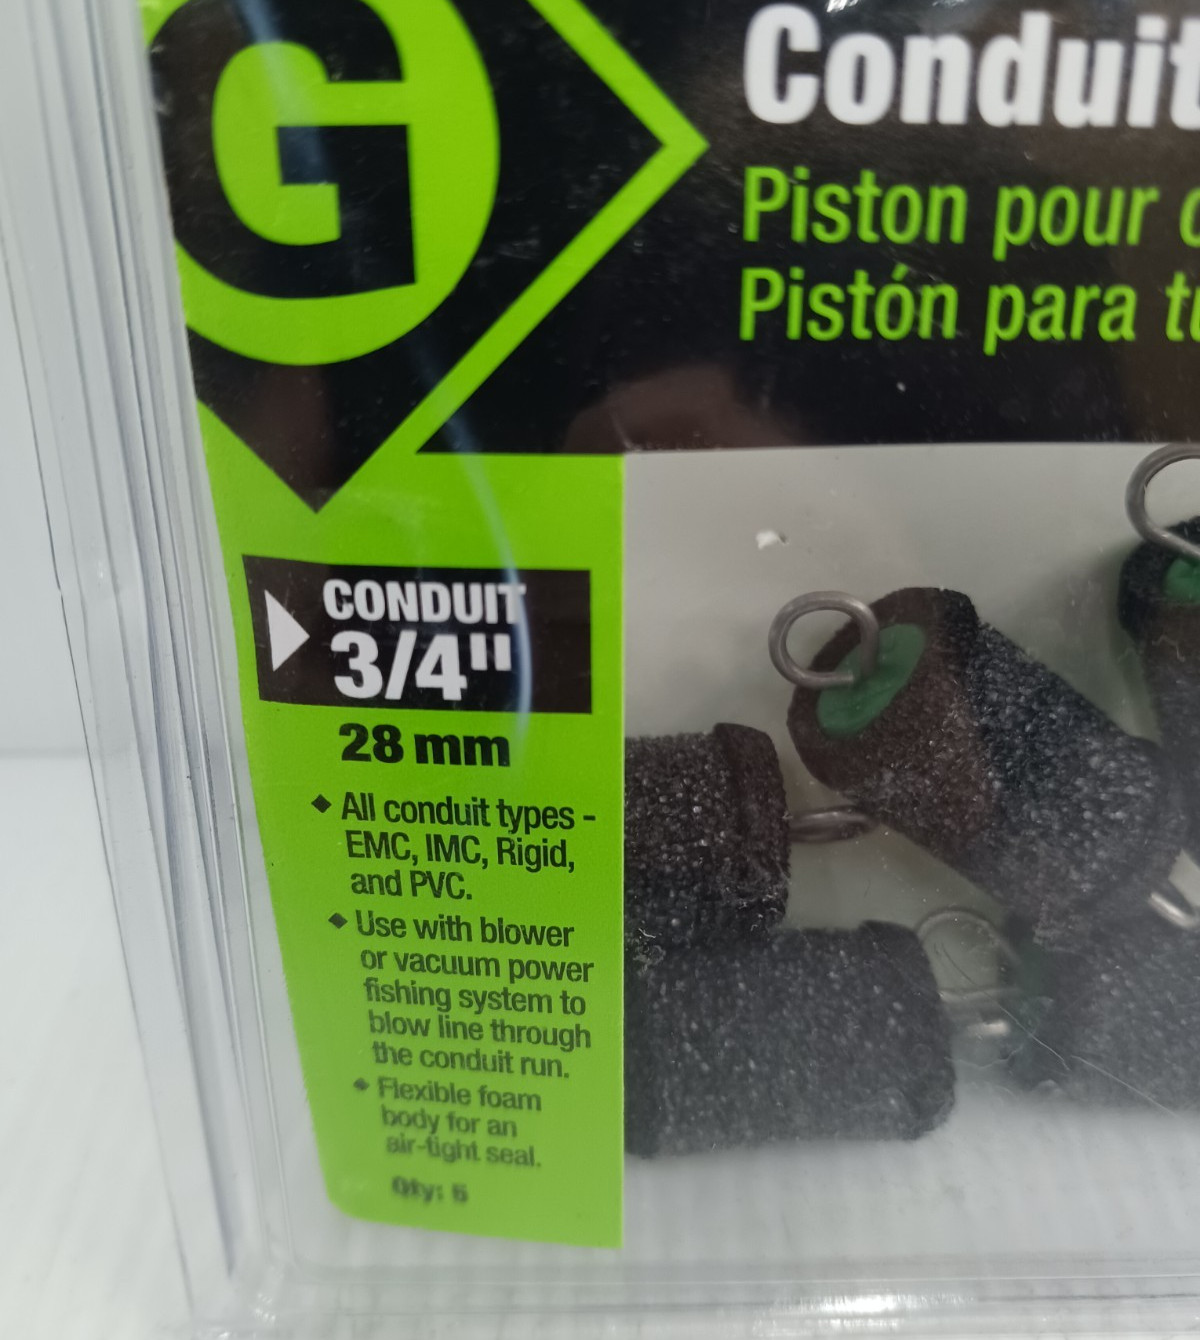 G
Conduit
Piston pour
Pistón para
CONDUIT
3/4"
28 mm
◆ All conduit types -
EMC, IMC, Rigid,
and PVC.
◆ Use with blower
or vacuum power
fishing system to
blow line through
the conduit run.
◆ Flexible foam
body for an
air-tight seal.
Qty: 5